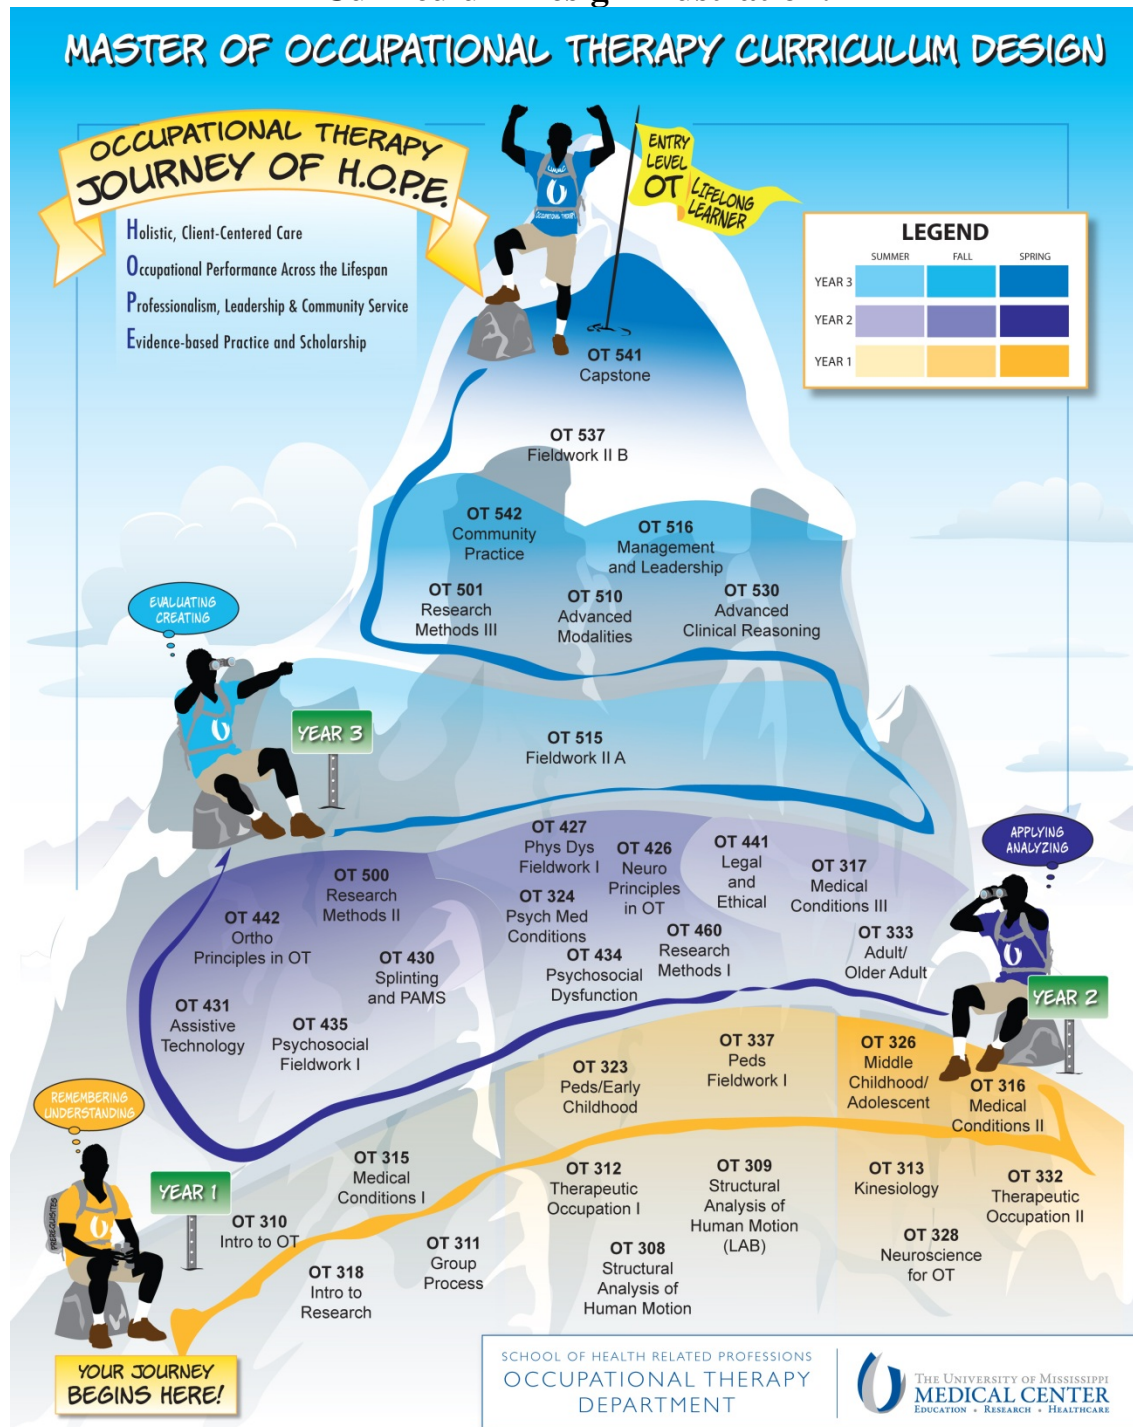 MASTER OF OCCUPATIONAL THERAPY CURRICULUM DESIGN
OCCUPATIONAL THERAPY
JOURNEY OF H.O.P.E.
Holistic, Client-Centered Care
Occupational Performance Across the Lifespan
Professionalism, Leadership & Community Service
Evidence-based Practice and Scholarship
UMMC
OCCUPATIONAL THERAPY
ENTRY
LEVEL
OT
LIFELONG
LEARNER
LEGEND
SUMMER FALL SPRING
YEAR 3
YEAR 2
YEAR 1
OT 541
Capstone
OT 537
Fieldwork II B
OT 542
Community
Practice
OT 516
Management
and Leadership
OT 501
Research
Methods III
OT 510
Advanced
Modalities
OT 530
Advanced
Clinical Reasoning
EVALUATING
CREATING
YEAR 3
OT 515
Fieldwork II A
APPLYING
ANALYZING
YEAR 2
OT 427
Phys Dys
Fieldwork I
OT 426
Neuro
Principles
in OT
OT 441
Legal
and
Ethical
OT 317
Medical
Conditions III
OT 500
Research
Methods II
OT 324
Psych Med
Conditions
OT 442
Ortho
Principles in OT
OT 430
Splinting
and PAMS
OT 434
Psychosocial
Dysfunction
OT 460
Research
Methods I
OT 333
Adult/
Older Adult
OT 431
Assistive
Technology
OT 435
Psychosocial
Fieldwork I
REMEMBERING
UNDERSTANDING
PREREQUISITES
YEAR 1
OT 323
Peds/Early
Childhood
OT 337
Peds
Fieldwork I
OT 326
Middle
Childhood/
Adolescent
OT 316
Medical
Conditions II
OT 315
Medical
Conditions I
OT 312
Therapeutic
Occupation I
OT 309
Structural
Analysis of
Human Motion
(LAB)
OT 313
Kinesiology
OT 332
Therapeutic
Occupation II
OT 310
Intro to OT
OT 311
Group
Process
OT 318
Intro to
Research
OT 308
Structural
Analysis of
Human Motion
OT 328
Neuroscience
for OT
YOUR JOURNEY
BEGINS HERE!
SCHOOL OF HEALTH RELATED PROFESSIONS
OCCUPATIONAL THERAPY
DEPARTMENT
THE UNIVERSITY OF MISSISSIPPI
MEDICAL CENTER
EDUCATION • RESEARCH • HEALTHCARE